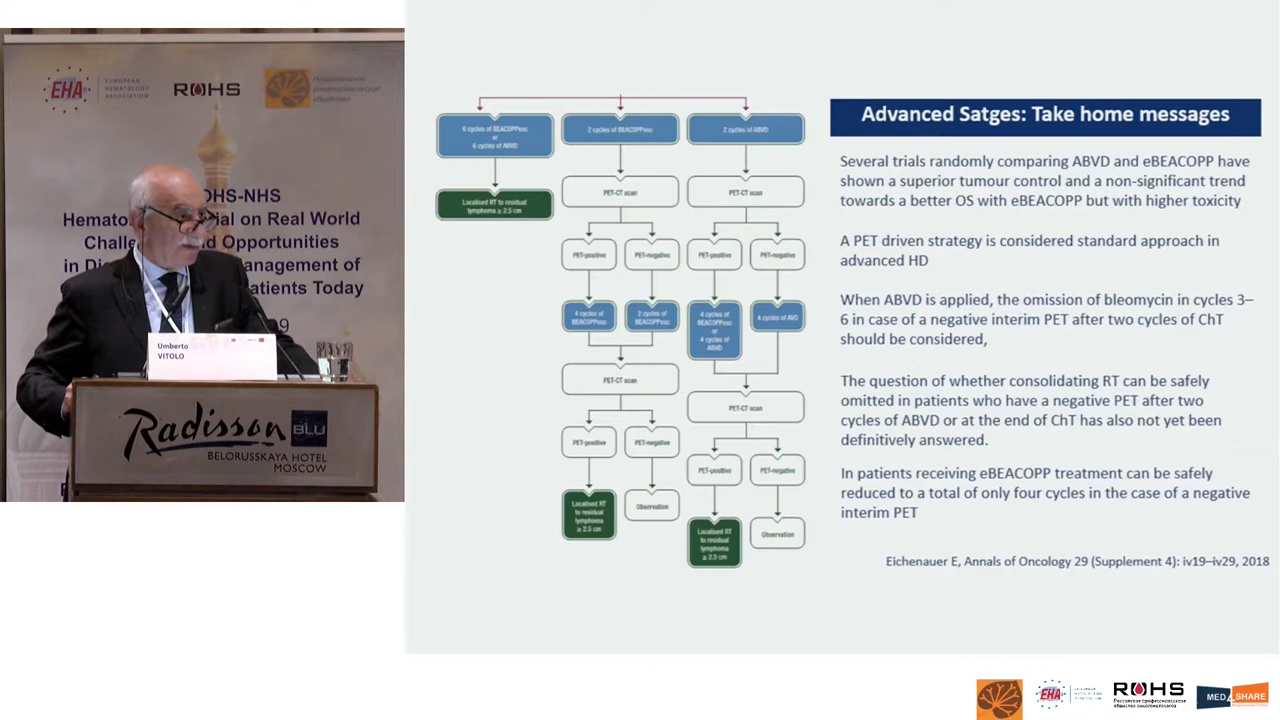 EHA
EUROPEAN
HEMATOLOGY
ASSOCIATION
ROHS
OHS-NHS
Hemato
ial on Real World
Challe
d Opportunities
in Di
anagement of
atients Today
9
Umberto
VITOLO
Radisson
BLU
BELORUSSKAYA HOTEL
MOSCOW
6 cycles of BEACOPPesc
or
6 cycles of ABVD
2 cycles of BEACOPPesc
2 cycles of ABVD
Localised RT to residual
lymphoma ≥ 2.5 cm
PET-CT scan
PET-CT scan
PET-positive
PET-negative
PET-positive
PET-negative
4 cycles of
BEACOPPesc
2 cycles of
BEACOPPesc
4 cycles of
BEACOPPesc
or
4 cycles of
ABVD
4 cycles of AVD
PET-CT scan
PET-CT scan
PET-positive
PET-negative
PET-positive
PET-negative
Localised RT
to residual
lymphoma
≥ 2.5 cm
Observation
Localised RT
to residual
lymphoma
≥ 2.5 cm
Observation
Advanced Satges: Take home messages
Several trials randomly comparing ABVD and eBEACOPP have
shown a superior tumour control and a non-significant trend
towards a better OS with eBEACOPP but with higher toxicity
A PET driven strategy is considered standard approach in
advanced HD
When ABVD is applied, the omission of bleomycin in cycles 3–
6 in case of a negative interim PET after two cycles of ChT
should be considered,
The question of whether consolidating RT can be safely
omitted in patients who have a negative PET after two
cycles of ABVD or at the end of ChT has also not yet been
definitively answered.
In patients receiving eBEACOPP treatment can be safely
reduced to a total of only four cycles in the case of a negative
interim PET
Eichenauer E, Annals of Oncology 29 (Supplement 4): iv19–iv29, 2018
EHA
ROHS
Российское профессиональное
MED
SHARE